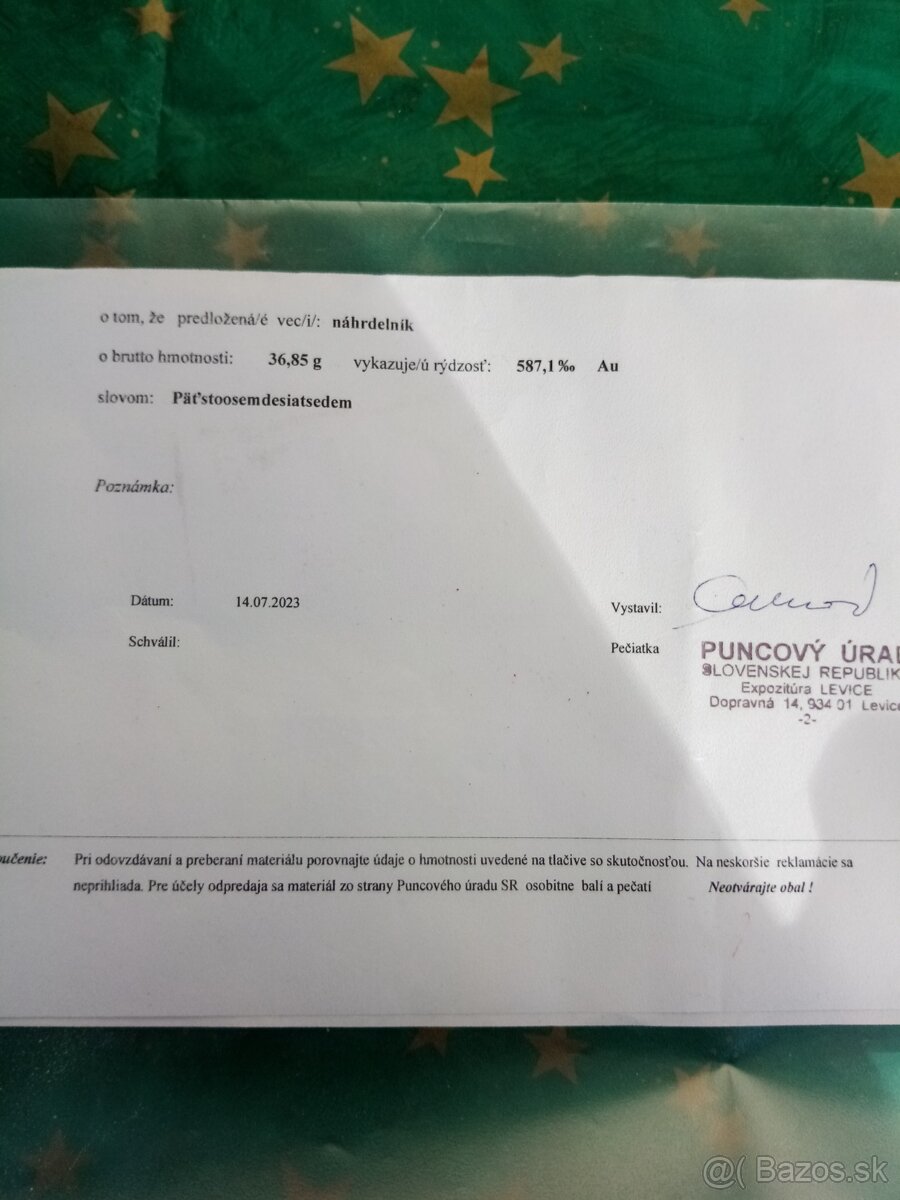 o tom, že predložená/é vec/i/: náhrdelník
o brutto hmotnosti: 36,85 g vykazuje/ú rýdzosť: 587,1 ‰ Au
slovom: Päťstoosemdesiatsedem
Poznámka:
Dátum: 14.07.2023
Vystavil:
Schválil:
Pečiatka
PUNCOVÝ ÚRAD
SLOVENSKEJ REPUBLIK
Expozitúra LEVICE
Dopravná 14, 934 01 Levice
-2-
oučenie: Pri odovzdávaní a preberaní materiálu porovnajte údaje o hmotnosti uvedené na tlačive so skutočnosťou. Na neskoršie reklamácie sa
neprihliada. Pre účely odpredaja sa materiál zo strany Puncového úradu SR osobitne balí a pečatí Neotvárajte obal !
@( Bazos.sk